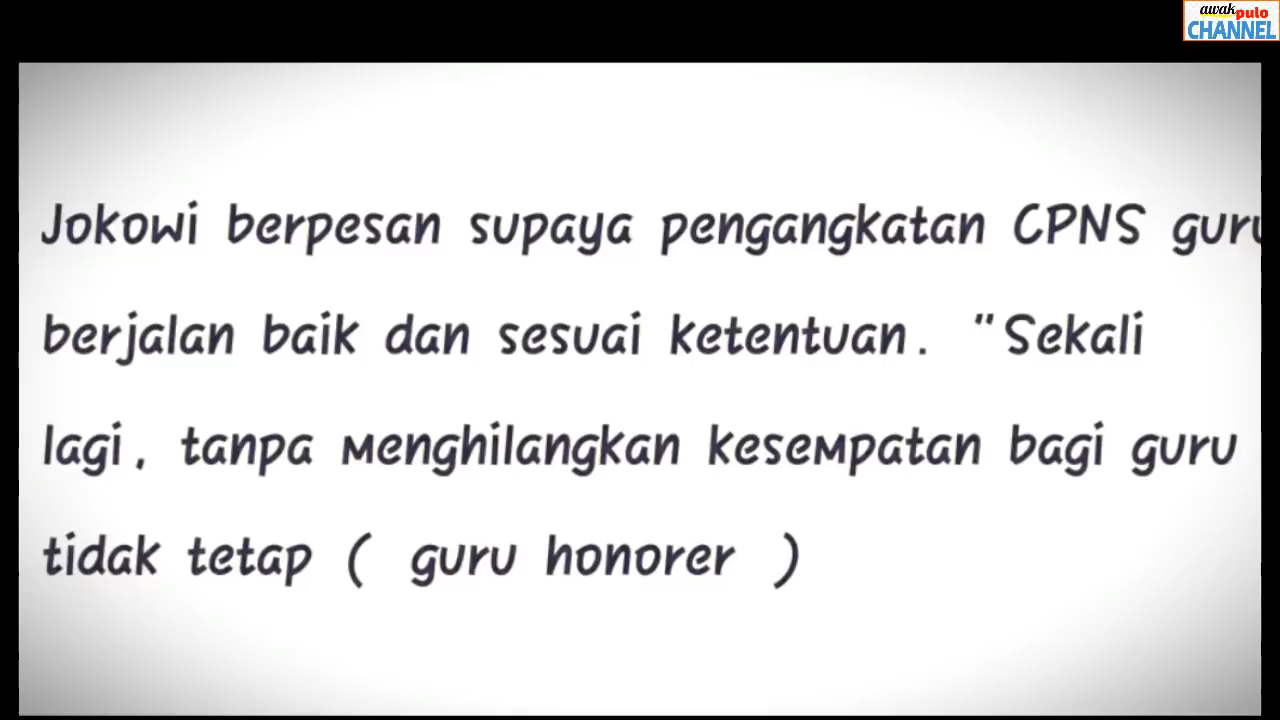 awak pulo
CHANNEL
Jokowi berpesan supaya pengangkatan CPNS guru
berjalan baik dan sesuai ketentuan. "Sekali
lagi, tanpa menghilangkan kesempatan bagi guru
tidak tetap ( guru honorer )